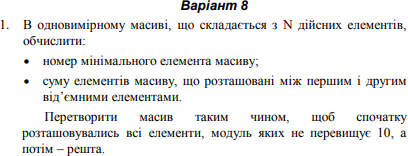 Варіант 8
1. В одновимірному масиві, що складається з N дійсних елементів,
обчислити:
• номер мінімального елемента масиву;
• суму елементів масиву, що розташовані між першим і другим
від’ємними елементами.
Перетворити масив таким чином, щоб спочатку
розташовувались всі елементи, модуль яких не перевищує 10, а
потім – решта.